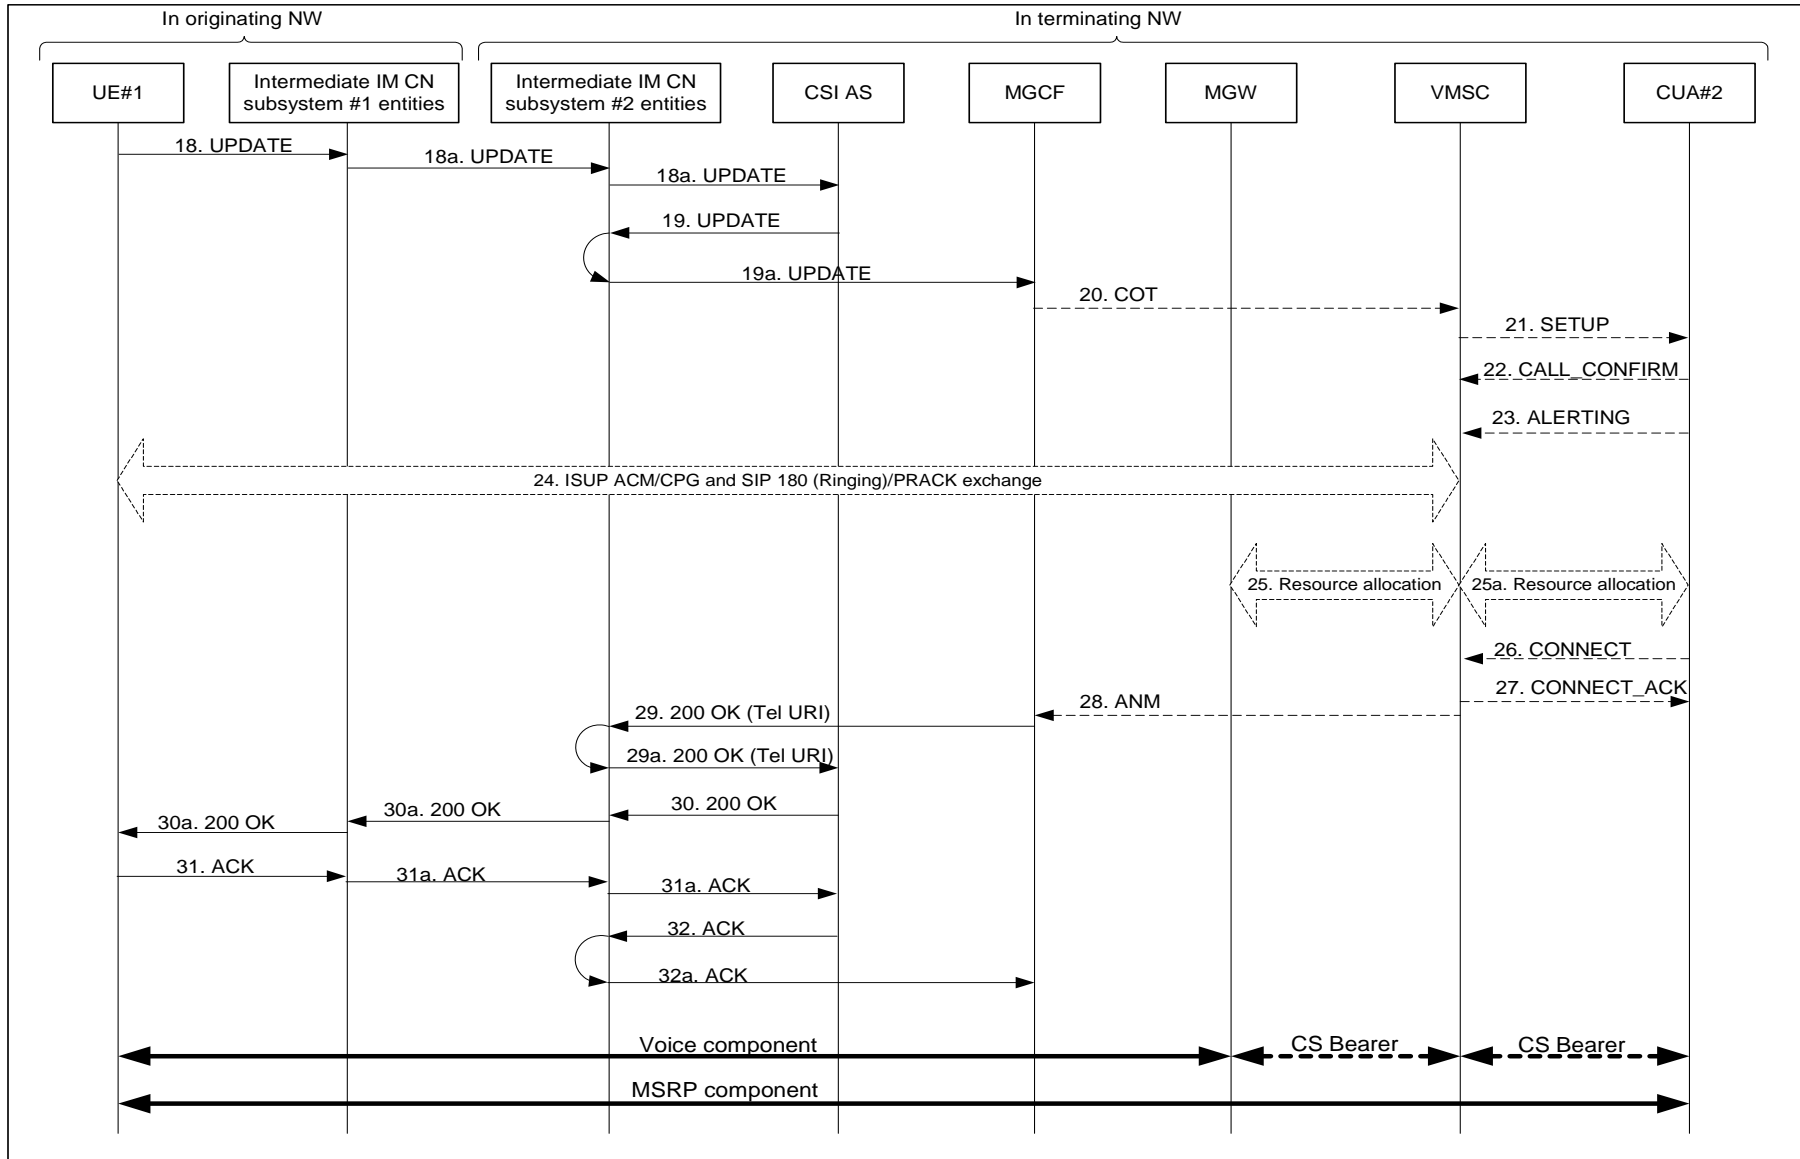 In originating NW
In terminating NW
UE#1
Intermediate IM CN
subsystem #1 entities
Intermediate IM CN
subsystem #2 entities
CSI AS
MGCF
MGW
VMSC
CUA#2
18. UPDATE
18a. UPDATE
18a. UPDATE
19. UPDATE
19a. UPDATE
20. COT
21. SETUP
22. CALL_CONFIRM
23. ALERTING
24. ISUP ACM/CPG and SIP 180 (Ringing)/PRACK exchange
25. Resource allocation
25a. Resource allocation
26. CONNECT
27. CONNECT_ACK
28. ANM
29. 200 OK (Tel URI)
29a. 200 OK (Tel URI)
30. 200 OK
30a. 200 OK
30a. 200 OK
31. ACK
31a. ACK
31a. ACK
32. ACK
32a. ACK
Voice component
CS Bearer
CS Bearer
MSRP component